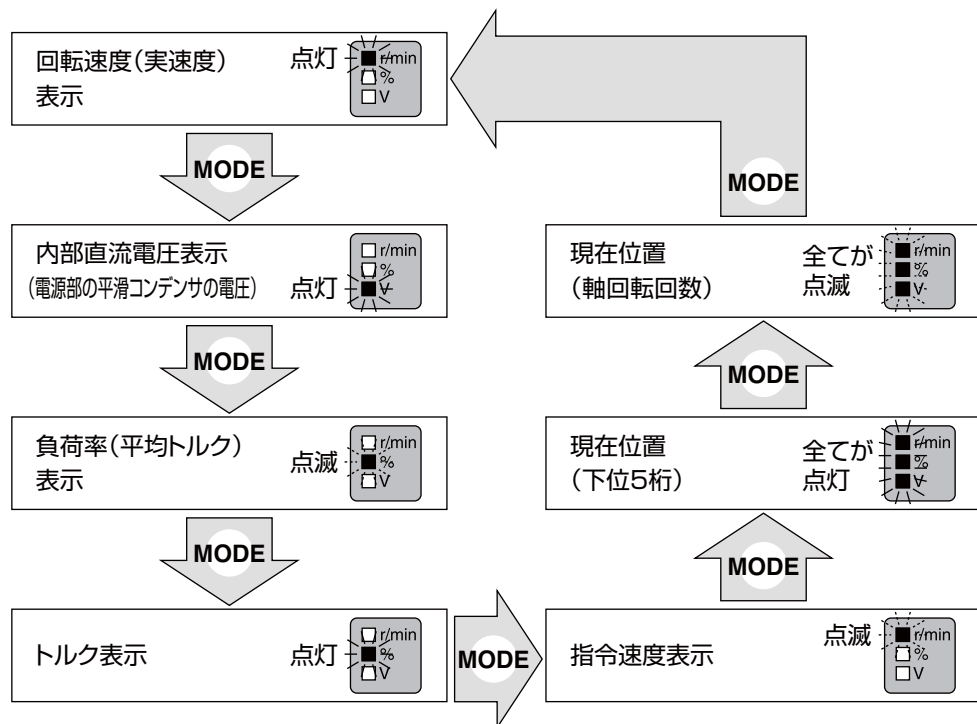 回転速度(実速度)
表示
点灯
r/min
%
V
MODE
内部直流電圧表示
(電源部の平滑コンデンサの電圧)
点灯
r/min
%
V
MODE
負荷率(平均トルク)
表示
点滅
r/min
%
V
MODE
トルク表示
点灯
r/min
%
V
MODE
指令速度表示
点滅
r/min
%
V
MODE
現在位置
(下位5桁)
全てが
点灯
r/min
%
V
MODE
現在位置
(軸回転回数)
全てが
点滅
r/min
%
V
MODE